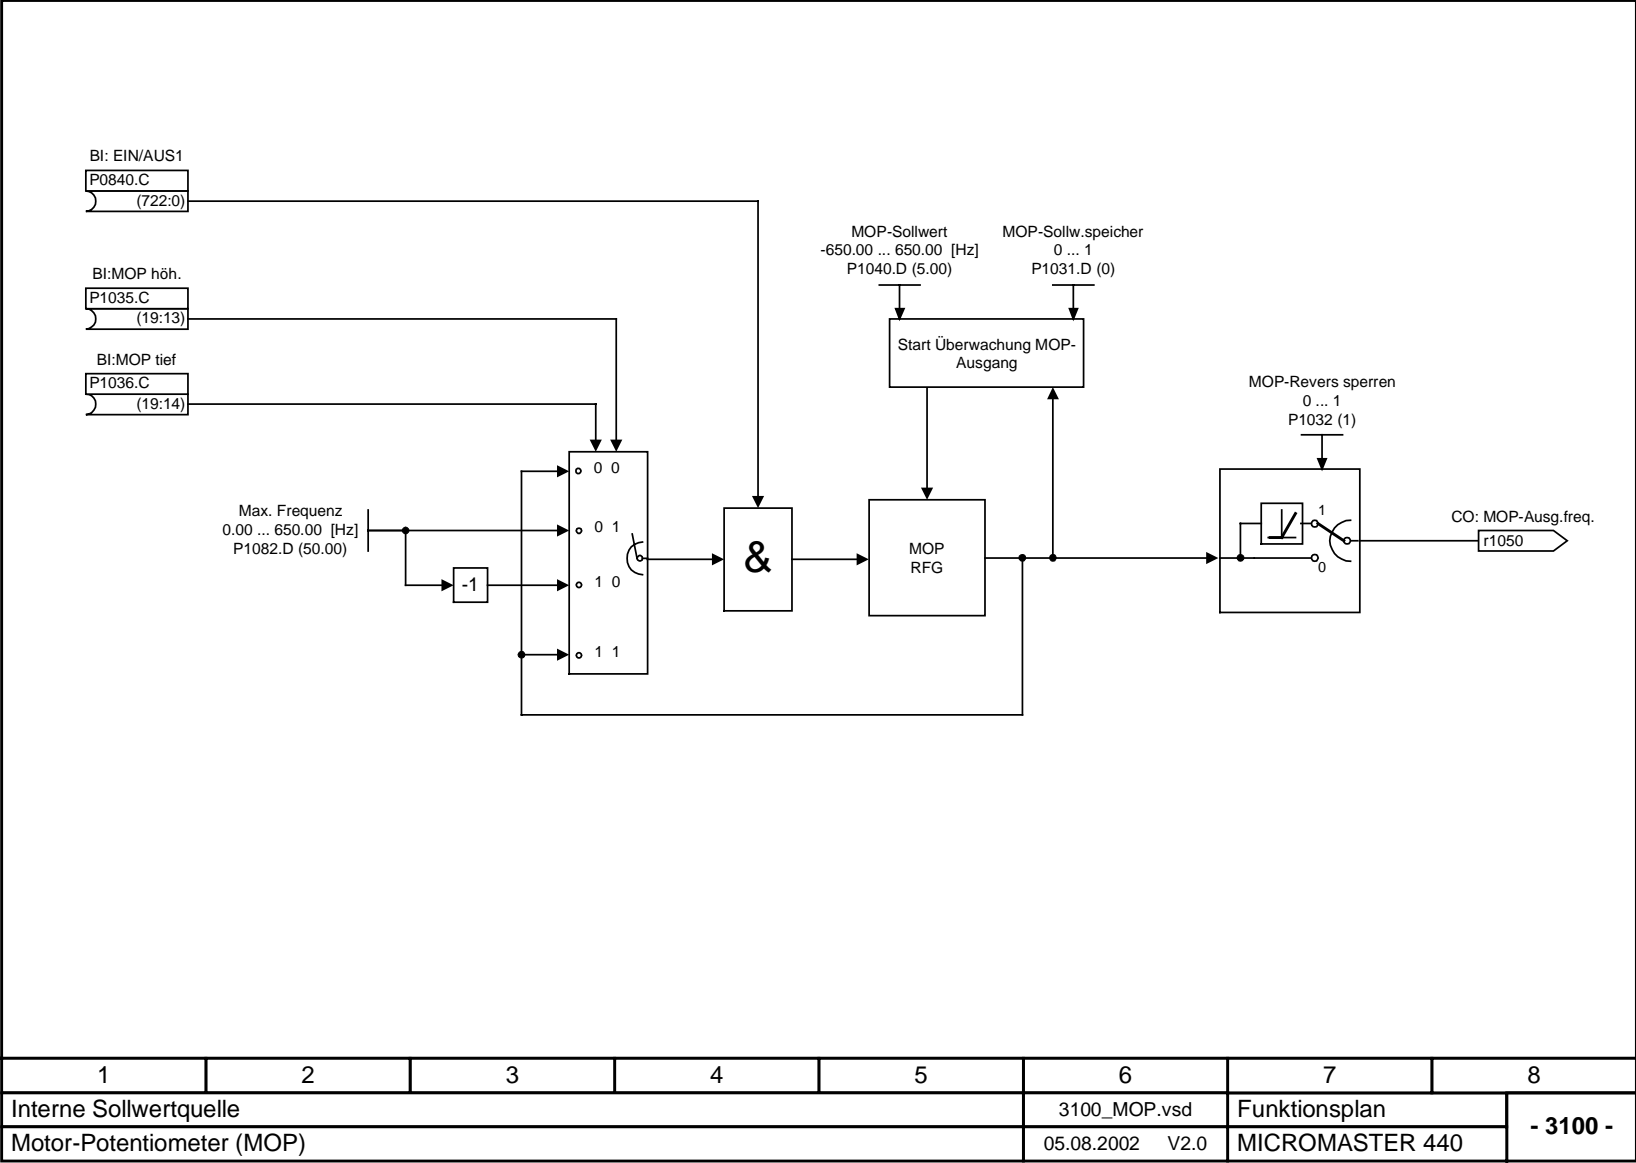 BI: EIN/AUS1
P0840.C
(722:0)
BI:MOP höh.
P1035.C
(19:13)
BI:MOP tief
P1036.C
(19:14)
MOP-Sollwert
-650.00 ... 650.00 [Hz]
P1040.D (5.00)
MOP-Sollw.speicher
0 ... 1
P1031.D (0)
Start Überwachung MOP-
Ausgang
MOP-Revers sperren
0 ... 1
P1032 (1)
Max. Frequenz
0.00 ... 650.00 [Hz]
P1082.D (50.00)
-1
0 0
0 1
1 0
1 1
&
MOP
RFG
1
0
CO: MOP-Ausg.freq.
r1050
1 2 3 4 5 6 7 8
Interne Sollwertquelle
3100_MOP.vsd
Funktionsplan
- 3100 -
Motor-Potentiometer (MOP)
05.08.2002 V2.0
MICROMASTER 440